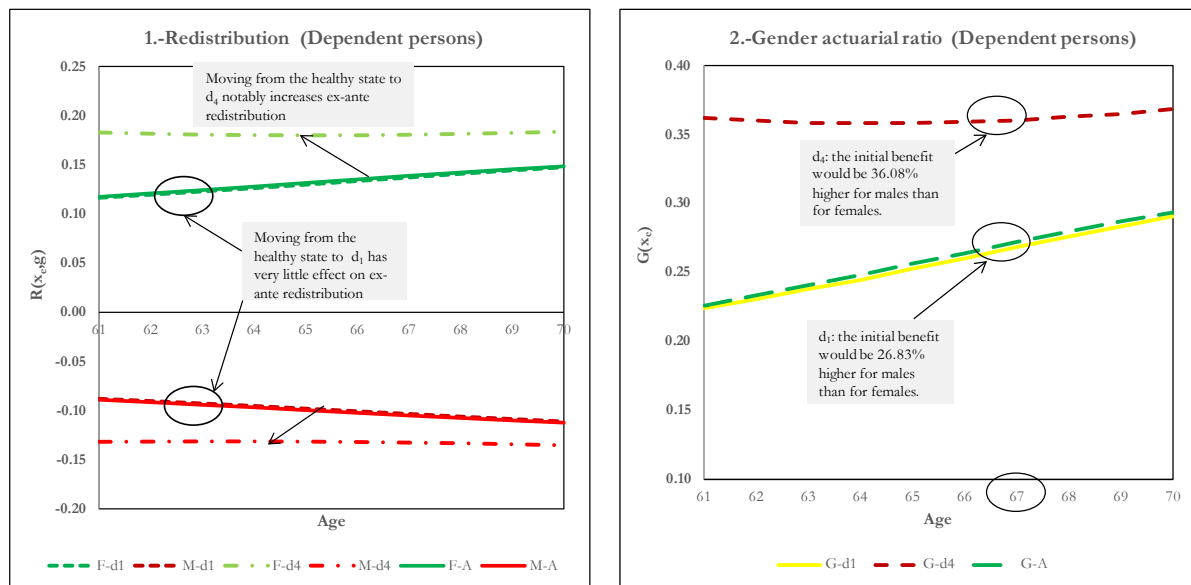 1.-Redistribution (Dependent persons)
0.25
0.20
0.15
0.10
0.05
0.00
-0.05
-0.10
-0.15
-0.20
R(xₑ,g)
Moving from the healthy state to
d₄ notably increases ex-ante
redistribution
Moving from the
healthy state to d₁ has
very little effect on ex-
ante redistribution
61 62 63 64 65 66 67 68 69 70
Age
F-d1 M-d1 F-d4 M-d4 F-A M-A
2.-Gender actuarial ratio (Dependent persons)
0.40
0.35
0.30
0.25
0.20
0.15
0.10
G(xₑ)
d₄: the initial benefit
would be 36.08%
higher for males than
for females.
d₁: the initial benefit
would be 26.83%
higher for males
than for females.
61 62 63 64 65 66 67 68 69 70
Age
G-d1 G-d4 G-A